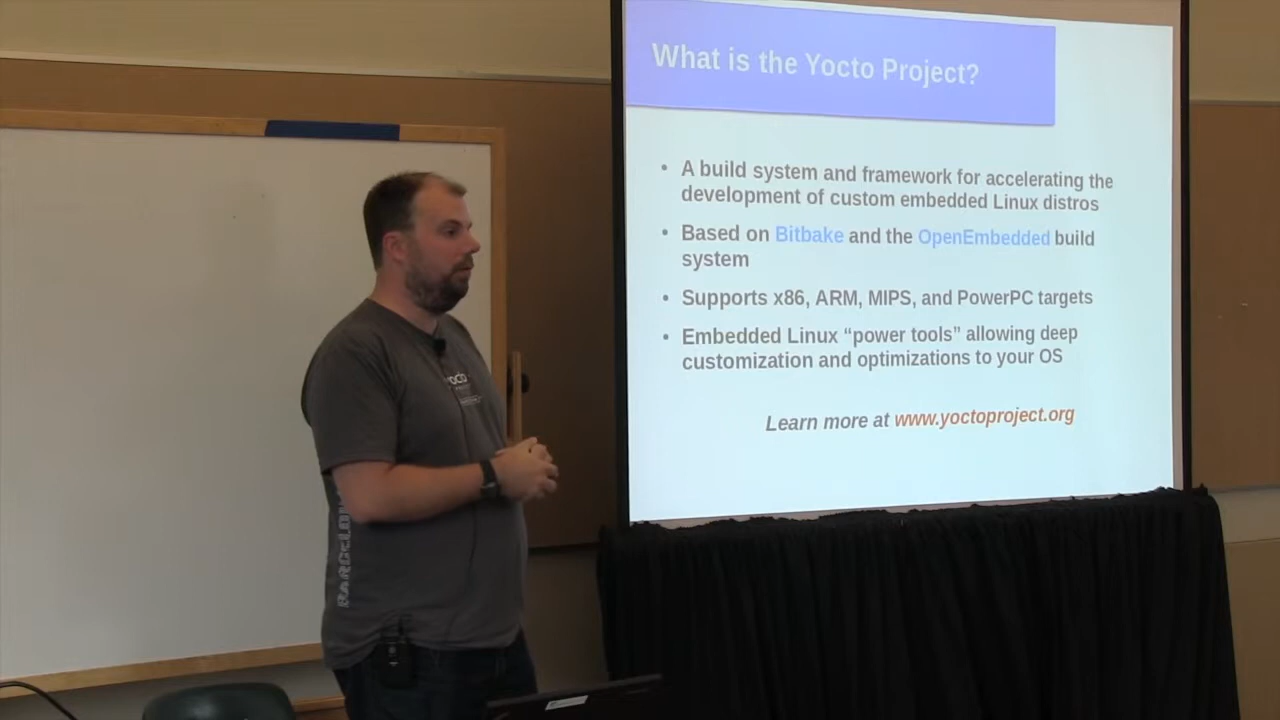 What is the Yocto Project?
• A build system and framework for accelerating the
development of custom embedded Linux distros
• Based on Bitbake and the OpenEmbedded build
system
• Supports x86, ARM, MIPS, and PowerPC targets
• Embedded Linux “power tools” allowing deep
customization and optimizations to your OS
Learn more at www.yoctoproject.org